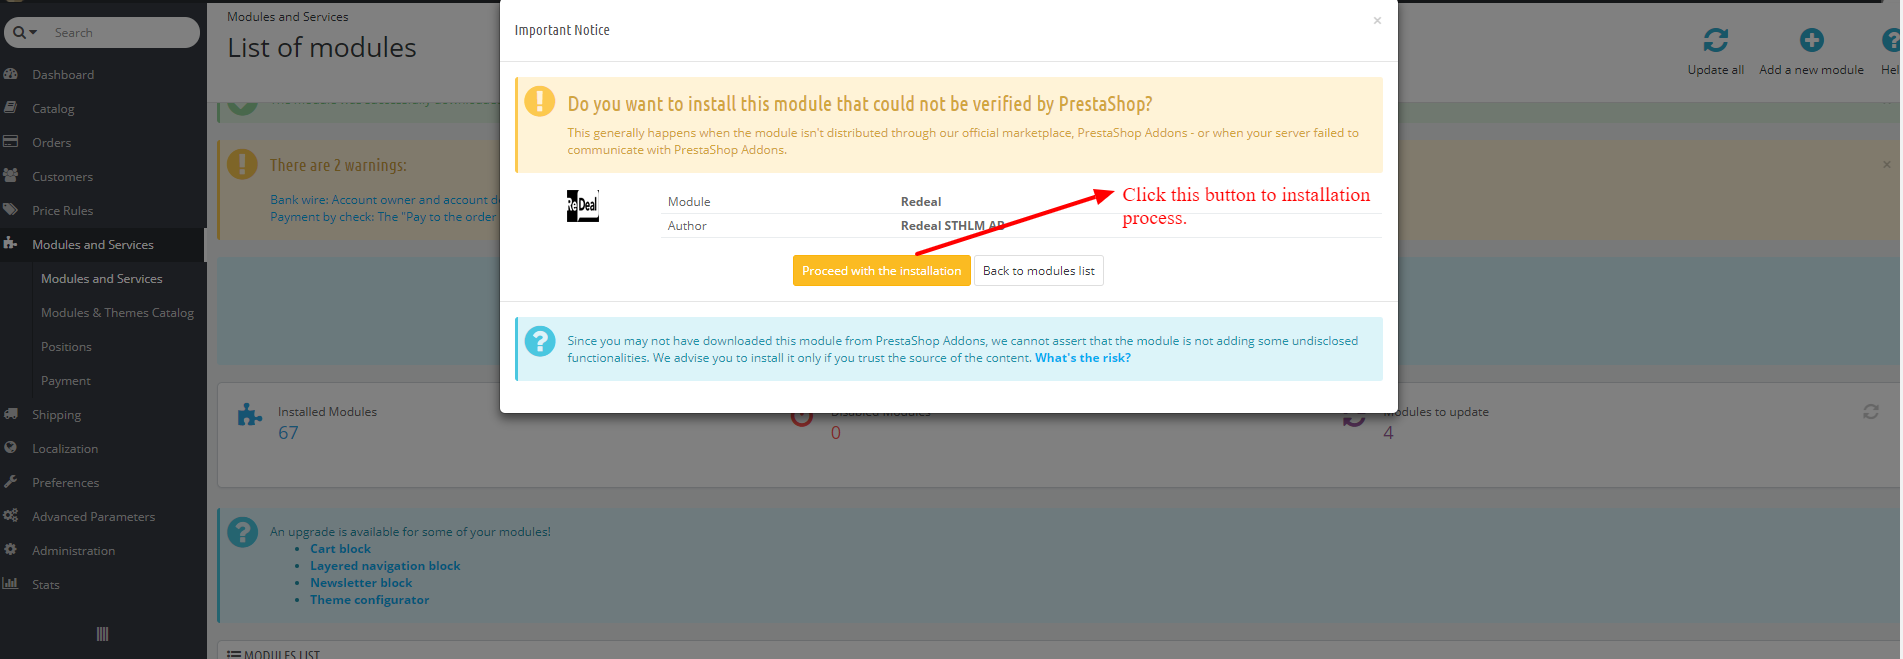 Search
Dashboard
Catalog
Orders
Customers
Price Rules
Modules and Services
Modules and Services
Modules & Themes Catalog
Positions
Payment
Shipping
Localization
Preferences
Advanced Parameters
Administration
Stats
Modules and Services
List of modules
Update all
Add a new module
Hel
There are 2 warnings:
Bank wire: Account owner and account de
Payment by check: The "Pay to the order
Important Notice
×
Do you want to install this module that could not be verified by PrestaShop?
This generally happens when the module isn't distributed through our official marketplace, PrestaShop Addons - or when your server failed to
communicate with PrestaShop Addons.
ReDeal
Module Redeal
Author Redeal STHLM AB
Click this button to installation
process.
Proceed with the installation
Back to modules list
Since you may not have downloaded this module from PrestaShop Addons, we cannot assert that the module is not adding some undisclosed
functionalities. We advise you to install it only if you trust the source of the content. What's the risk?
Installed Modules
67
Disabled Modules
0
Modules to update
4
An upgrade is available for some of your modules!
Cart block
Layered navigation block
Newsletter block
Theme configurator
MODULES LIST